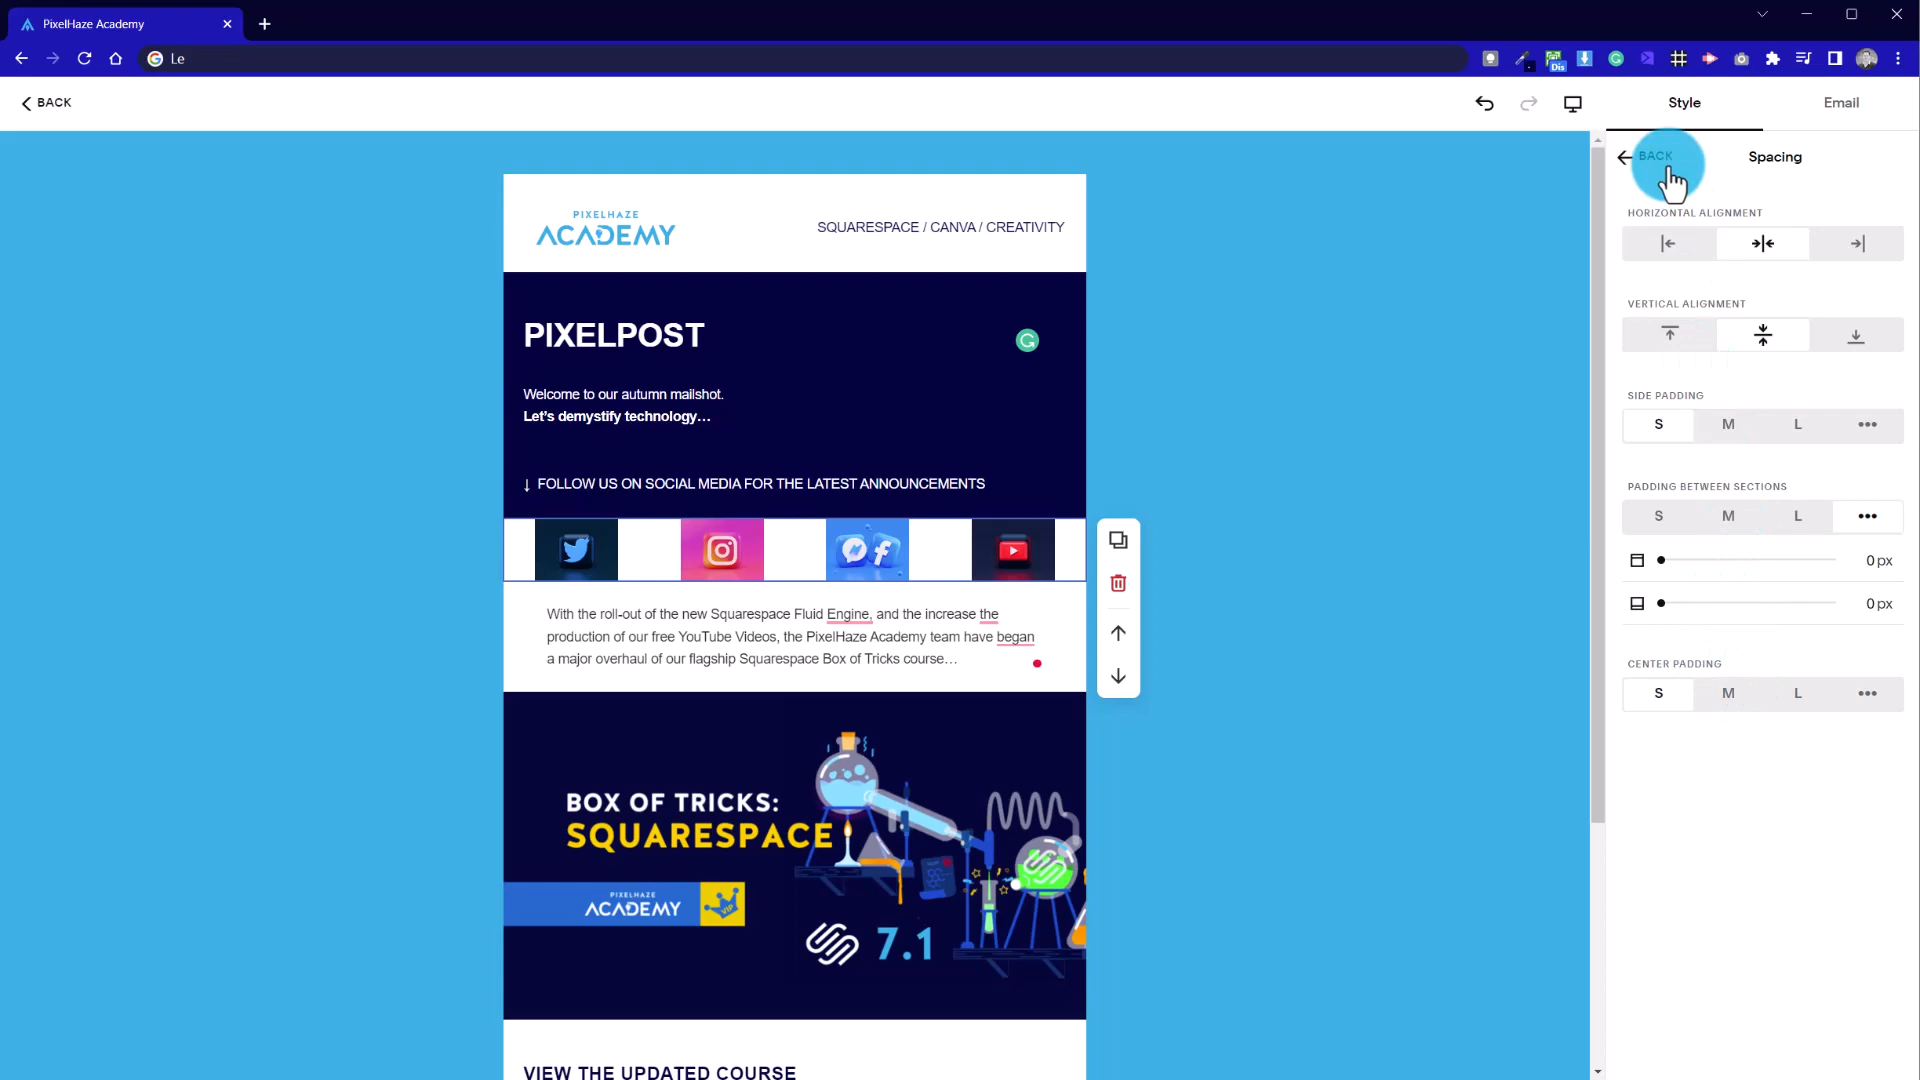 PixelHaze Academy
Le
Dis
BACK
Style
Email
BACK
Spacing
HORIZONTAL ALIGNMENT
VERTICAL ALIGNMENT
SIDE PADDING
S M L
PADDING BETWEEN SECTIONS
S M L
0 px
0 px
CENTER PADDING
S M L
PIXELHAZE
ACADEMY
SQUARESPACE / CANVA / CREATIVITY
PIXELPOST
Welcome to our autumn mailshot.
Let's demystify technology…
↓ FOLLOW US ON SOCIAL MEDIA FOR THE LATEST ANNOUNCEMENTS
With the roll-out of the new Squarespace Fluid Engine, and the increase the
production of our free YouTube Videos, the PixelHaze Academy team have began
a major overhaul of our flagship Squarespace Box of Tricks course…
BOX OF TRICKS:
SQUARESPACE
PIXELHAZE
ACADEMY
VIP
7.1
VIEW THE UPDATED COURSE